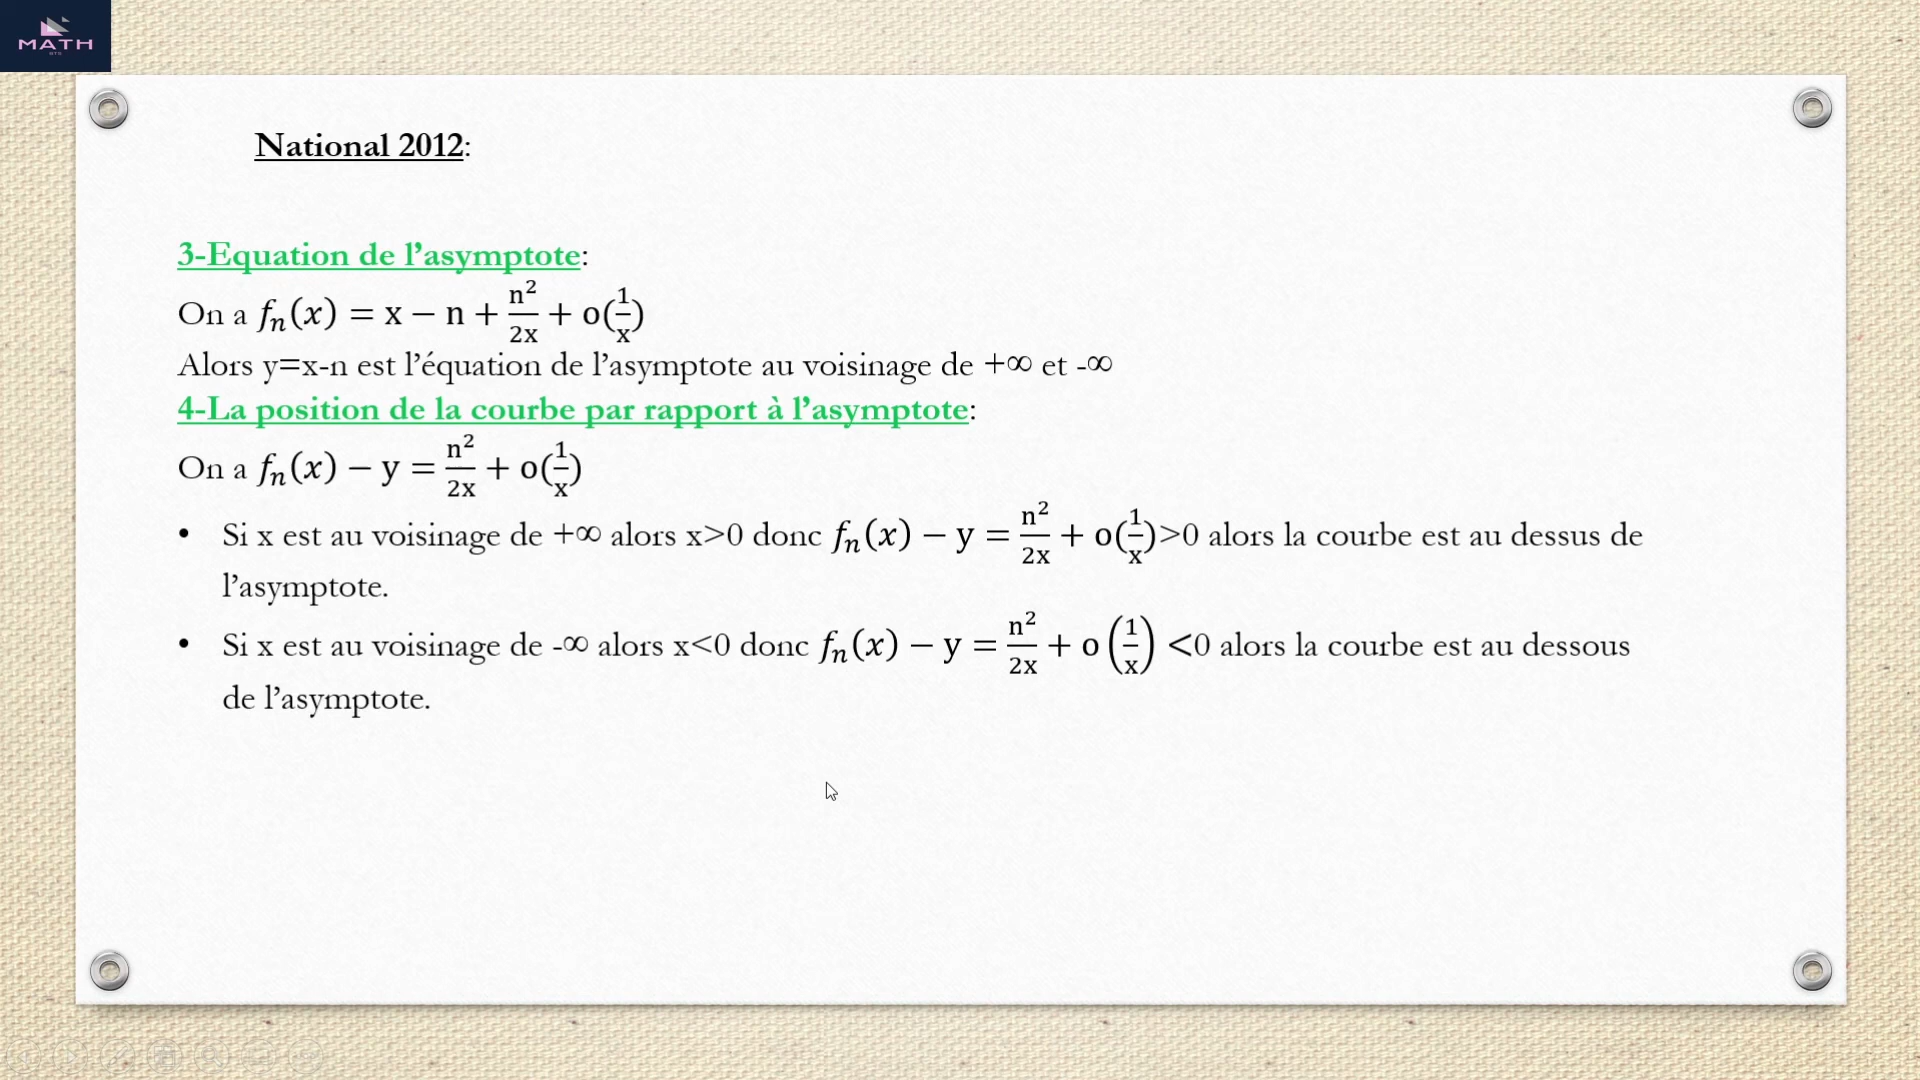 MATH
National 2012:
3-Equation de l’asymptote:
On a fₙ(x) = x − n + n²/2x + o(1/x)
Alors y=x-n est l’équation de l’asymptote au voisinage de +∞ et -∞
4-La position de la courbe par rapport à l’asymptote:
On a fₙ(x) − y = n²/2x + o(1/x)
• Si x est au voisinage de +∞ alors x>0 donc fₙ(x) − y = n²/2x + o(1/x)>0 alors la courbe est au dessus de
l’asymptote.
• Si x est au voisinage de -∞ alors x<0 donc fₙ(x) − y = n²/2x + o(1/x) <0 alors la courbe est au dessous
de l’asymptote.